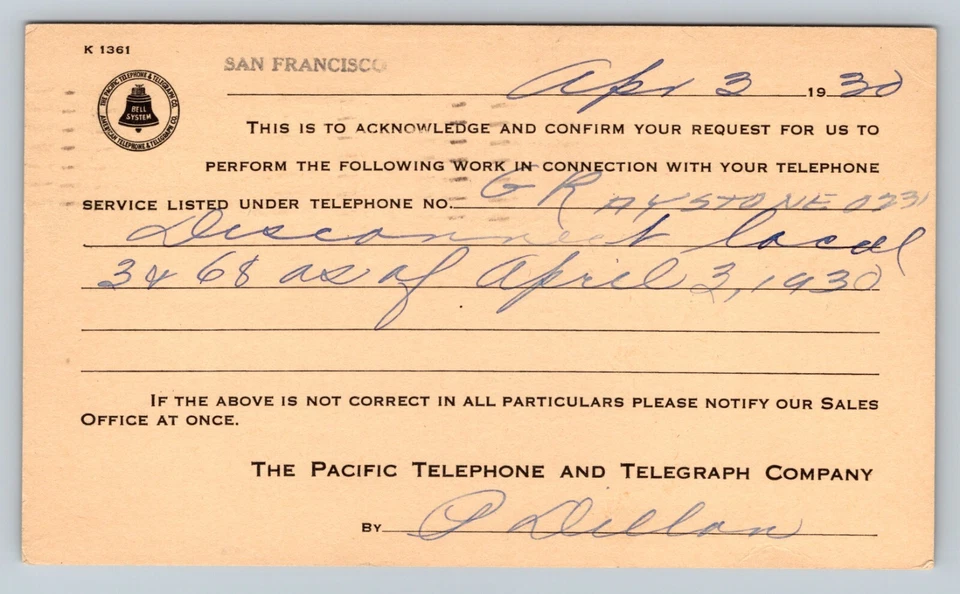 K 1361
SAN FRANCISCO
Apr 3 1930
THE PACIFIC TELEPHONE & TELEGRAPH CO.
BELL
SYSTEM
AMERICAN TELEPHONE & TELEGRAPH CO.
THIS IS TO ACKNOWLEDGE AND CONFIRM YOUR REQUEST FOR US TO
PERFORM THE FOLLOWING WORK IN CONNECTION WITH YOUR TELEPHONE
SERVICE LISTED UNDER TELEPHONE NO. GRAYSTONE 0231
Disconnect local
3468 as of April 3, 1930
IF THE ABOVE IS NOT CORRECT IN ALL PARTICULARS PLEASE NOTIFY OUR SALES
OFFICE AT ONCE.
THE PACIFIC TELEPHONE AND TELEGRAPH COMPANY
BY P Dillon